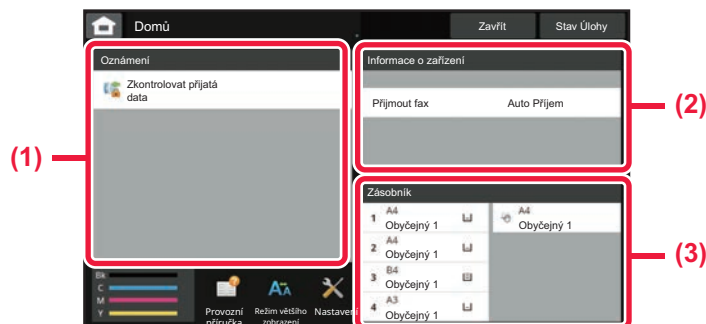 Domů
Zavřít
Stav Úlohy
Oznámení
Zkontrolovat přijatá
data
(1)
Informace o zařízení
Přijmout fax Auto Příjem
(2)
Zásobník
1 A4
Obyčejný 1
2 A4
Obyčejný 1
3 B4
Obyčejný 1
4 A3
Obyčejný 1
A4
Obyčejný 1
(3)
Bk
C
M
Y
Provozní
příručka
Režim většího
zobrazení
Nastavení